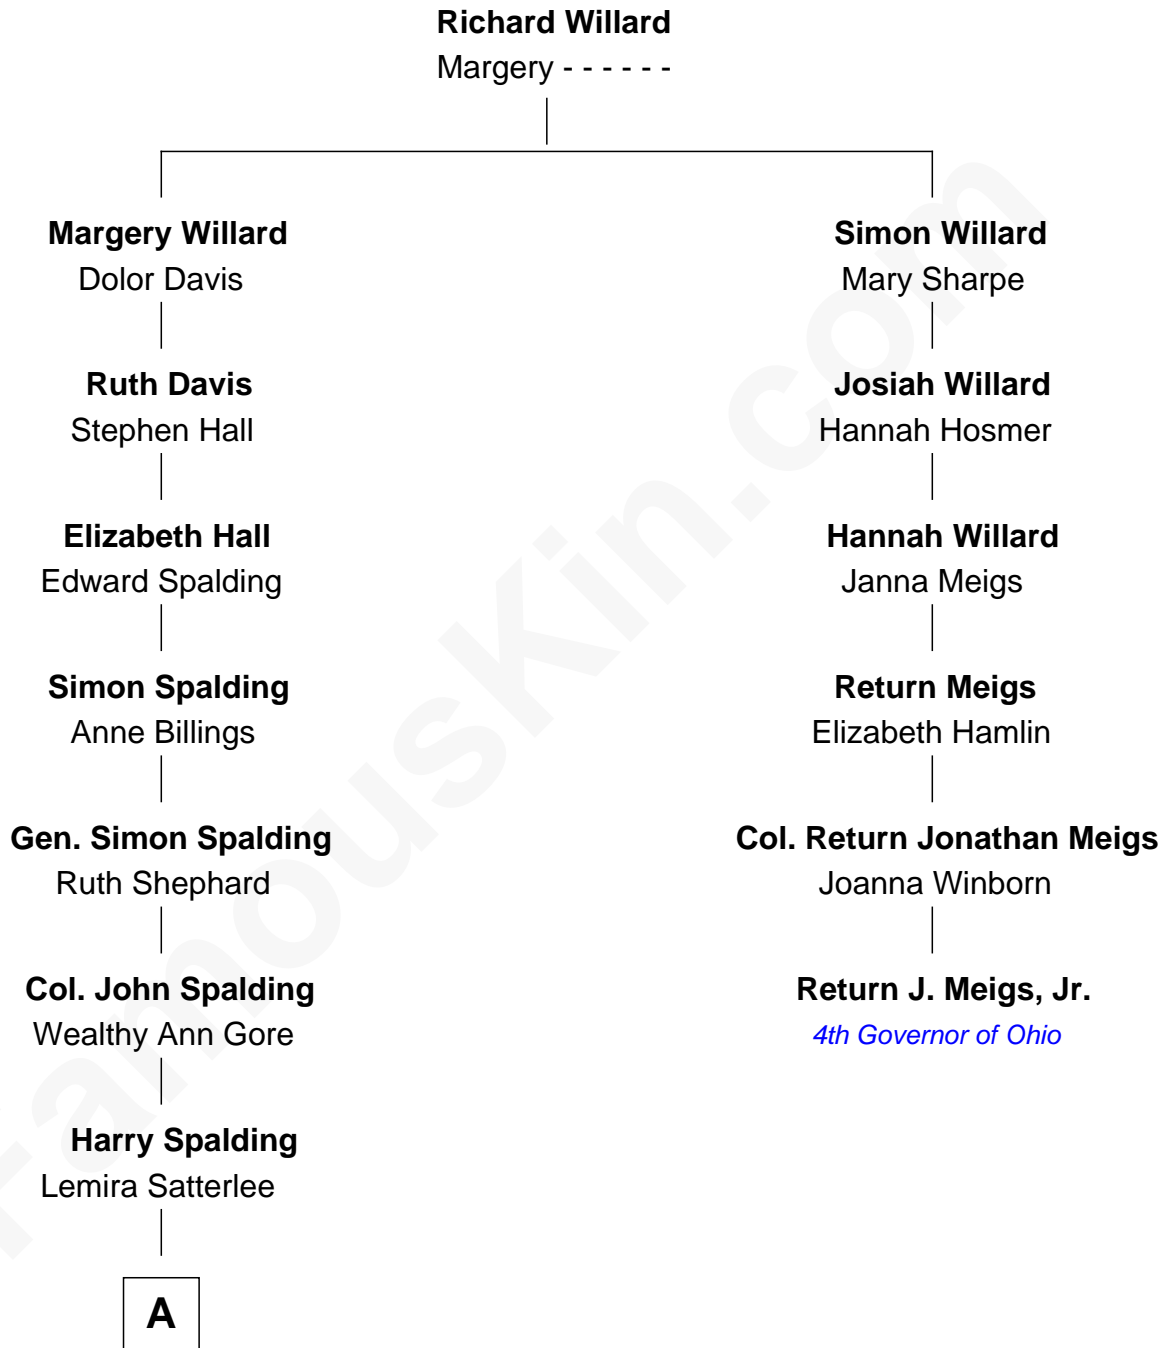 Richard Willard
Margery - - - - - -
Margery Willard
Dolor Davis
Simon Willard
Mary Sharpe
Ruth Davis
Stephen Hall
Josiah Willard
Hannah Hosmer
Elizabeth Hall
Edward Spalding
Hannah Willard
Janna Meigs
Simon Spalding
Anne Billings
Return Meigs
Elizabeth Hamlin
Gen. Simon Spalding
Ruth Shephard
Col. Return Jonathan Meigs
Joanna Winborn
Col. John Spalding
Wealthy Ann Gore
Return J. Meigs, Jr.
4th Governor of Ohio
Harry Spalding
Lemira Satterlee
A
FamousKin.com